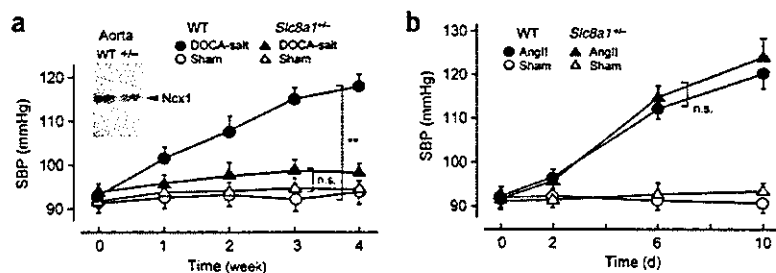 a
Aorta
WT +/–
Ncx1
WT Slc8a1+/–
DOCA-salt DOCA-salt
Sham Sham
SBP (mmHg)
120
110
100
90
**
n.s.
0 1 2 3 4
Time (week)
b
WT Slc8a1+/–
AngII AngII
Sham Sham
SBP (mmHg)
120
110
100
90
n.s.
0 2 6 10
Time (d)